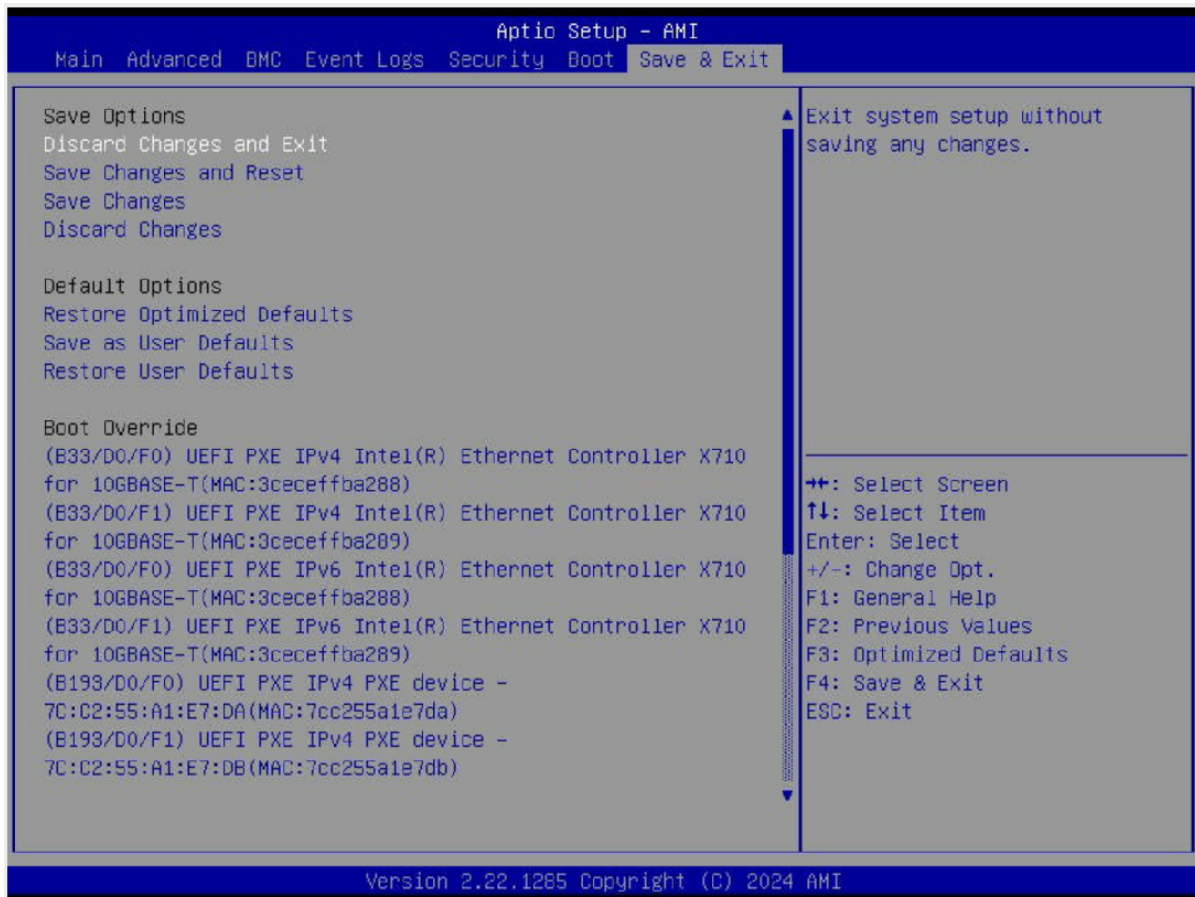 Aptio Setup - AMI
Main Advanced BMC Event Logs Security Boot Save & Exit
Save Options
Discard Changes and Exit
Save Changes and Reset
Save Changes
Discard Changes
Default Options
Restore Optimized Defaults
Save as User Defaults
Restore User Defaults
Boot Override
(B33/D0/F0) UEFI PXE IPv4 Intel(R) Ethernet Controller X710
for 10GBASE-T(MAC:3ceceffba288)
(B33/D0/F1) UEFI PXE IPv4 Intel(R) Ethernet Controller X710
for 10GBASE-T(MAC:3ceceffba289)
(B33/D0/F0) UEFI PXE IPv6 Intel(R) Ethernet Controller X710
for 10GBASE-T(MAC:3ceceffba288)
(B33/D0/F1) UEFI PXE IPv6 Intel(R) Ethernet Controller X710
for 10GBASE-T(MAC:3ceceffba289)
(B193/D0/F0) UEFI PXE IPv4 PXE device -
7C:C2:55:A1:E7:DA(MAC:7cc255a1e7da)
(B193/D0/F1) UEFI PXE IPv4 PXE device -
7C:C2:55:A1:E7:DB(MAC:7cc255a1e7db)
Exit system setup without
saving any changes.
→←: Select Screen
↑↓: Select Item
Enter: Select
+/-: Change Opt.
F1: General Help
F2: Previous Values
F3: Optimized Defaults
F4: Save & Exit
ESC: Exit
Version 2.22.1285 Copyright (C) 2024 AMI